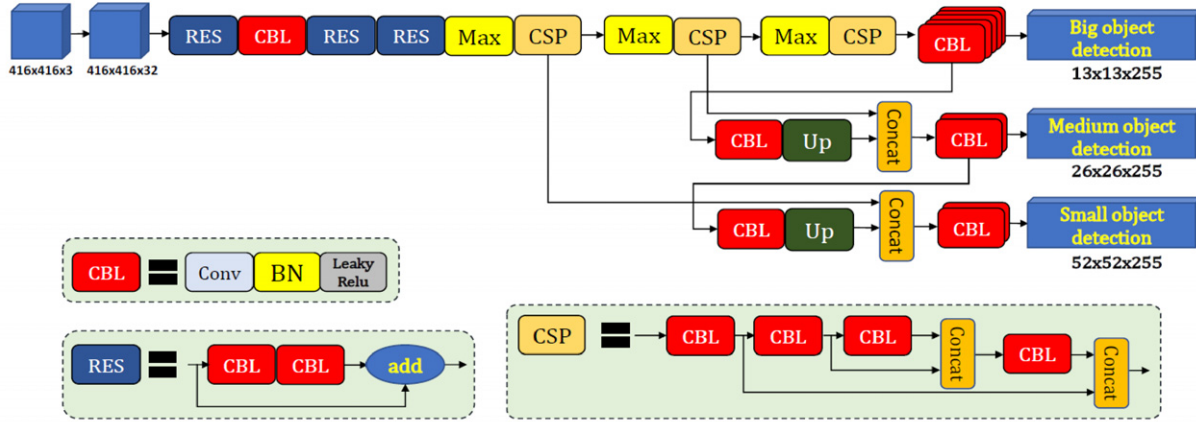 416x416x3
416x416x32
RES
CBL
RES
RES
Max
CSP
Max
CSP
Max
CSP
CBL
Big object
detection
13x13x255
CBL
Up
Concat
CBL
Medium object
detection
26x26x255
CBL
Up
Concat
CBL
Small object
detection
52x52x255
CBL
Conv
BN
Leaky
Relu
RES
CBL
CBL
add
CSP
CBL
CBL
CBL
Concat
CBL
Concat